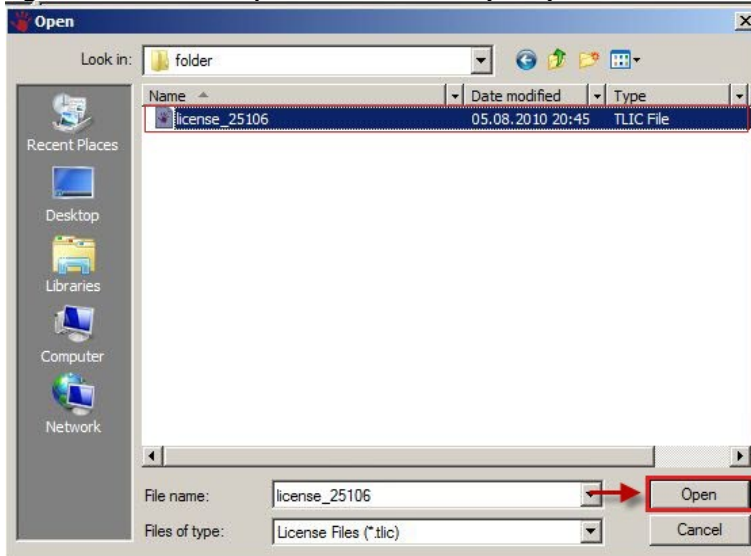 Open
Look in: folder
Name Date modified Type
license_25106 05.08.2010 20:45 TLIC File
Recent Places
Desktop
Libraries
Computer
Network
File name: license_25106 Open
Files of type: License Files (*.tlic) Cancel